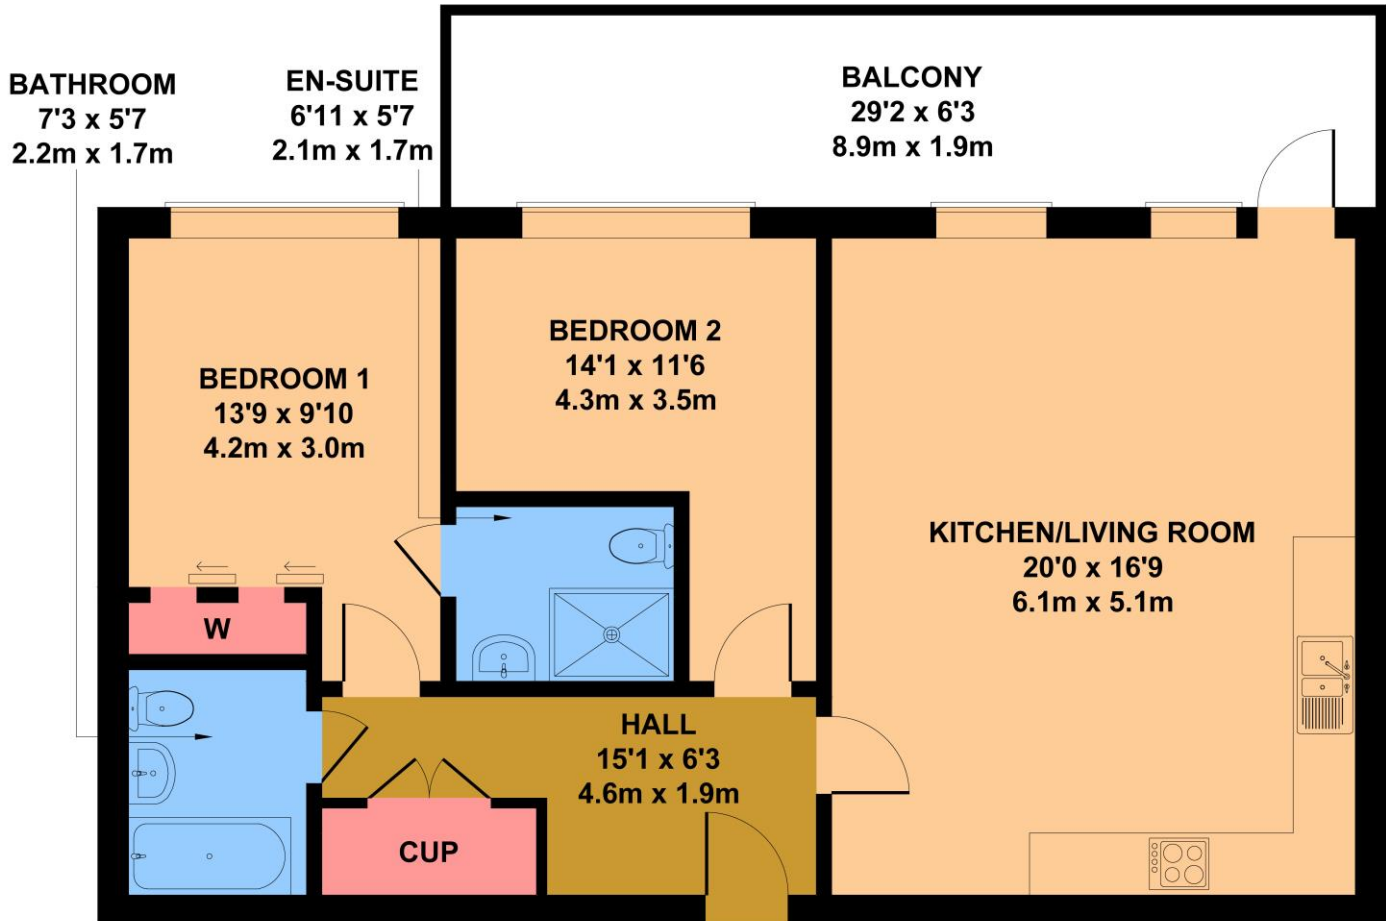 BATHROOM
7'3 x 5'7
2.2m x 1.7m
EN-SUITE
6'11 x 5'7
2.1m x 1.7m
BALCONY
29'2 x 6'3
8.9m x 1.9m
BEDROOM 1
13'9 x 9'10
4.2m x 3.0m
BEDROOM 2
14'1 x 11'6
4.3m x 3.5m
KITCHEN/LIVING ROOM
20'0 x 16'9
6.1m x 5.1m
W
HALL
15'1 x 6'3
4.6m x 1.9m
CUP